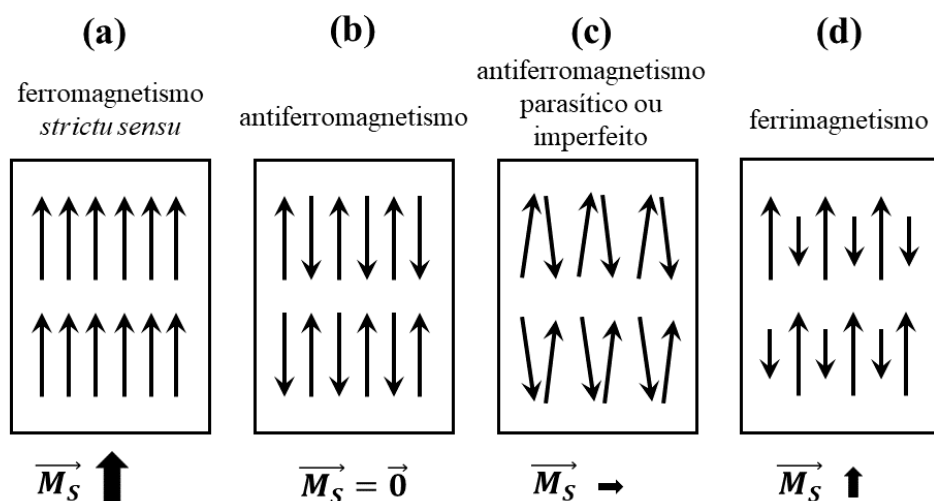 (a)
ferromagnetismo
strictu sensu
M_S
(b)
antiferromagnetismo
M_S = 0
(c)
antiferromagnetismo
parasítico ou
imperfeito
M_S
(d)
ferrimagnetismo
M_S